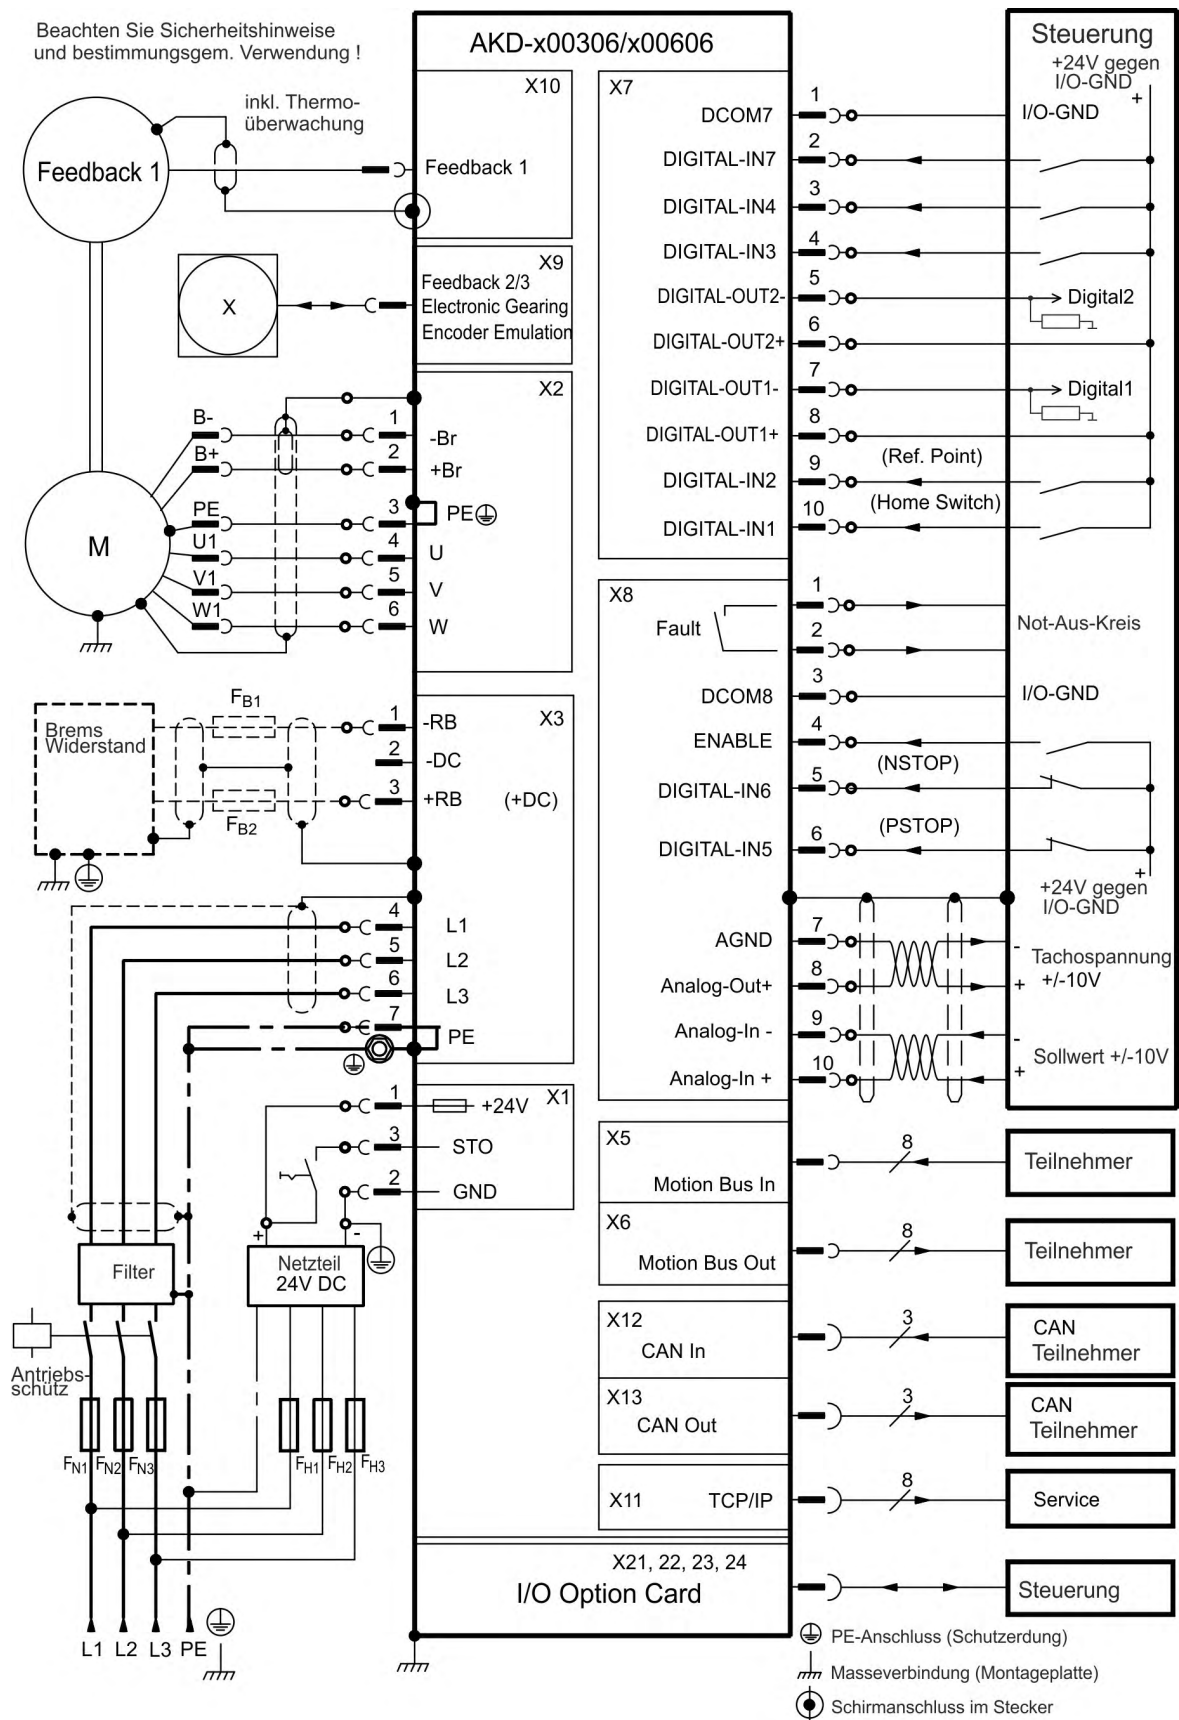 Beachten Sie Sicherheitshinweise
und bestimmungsgem. Verwendung !
AKD-x00306/x00606
Steuerung
+24V gegen
I/O-GND
+
I/O-GND
inkl. Thermo-
überwachung
Feedback 1
X10
Feedback 1
X9
Feedback 2/3
Electronic Gearing
Encoder Emulation
X
X2
B-
1
-Br
B+
2
+Br
PE
3
PE
U1
4
U
V1
5
V
W1
6
W
M
X7
DCOM7
1
DIGITAL-IN7
2
DIGITAL-IN4
3
DIGITAL-IN3
4
DIGITAL-OUT2-
5
Digital2
DIGITAL-OUT2+
6
DIGITAL-OUT1-
7
Digital1
DIGITAL-OUT1+
8
(Ref. Point)
DIGITAL-IN2
9
(Home Switch)
DIGITAL-IN1
10
X8
Fault
1
2
Not-Aus-Kreis
DCOM8
3
I/O-GND
ENABLE
4
(NSTOP)
DIGITAL-IN6
5
(PSTOP)
DIGITAL-IN5
6
+
+24V gegen
I/O-GND
AGND
7
-
Tachospannung
+/-10V
Analog-Out+
8
+
Analog-In -
9
-
Sollwert +/-10V
Analog-In +
10
+
X3
Brems
Widerstand
FB1
1
-RB
2
-DC
FB2
3
+RB
(+DC)
4
L1
5
L2
6
L3
7
PE
X1
1
+24V
3
STO
2
GND
+
-
Netzteil
24V DC
Filter
Antriebs-
schütz
FN1
FN2
FN3
FH1
FH2
FH3
L1
L2
L3
PE
X5
Motion Bus In
8
Teilnehmer
X6
Motion Bus Out
8
Teilnehmer
X12
CAN In
3
CAN
Teilnehmer
X13
CAN Out
3
CAN
Teilnehmer
X11
TCP/IP
8
Service
X21, 22, 23, 24
I/O Option Card
Steuerung
PE-Anschluss (Schutzerdung)
Masseverbindung (Montageplatte)
Schirmanschluss im Stecker